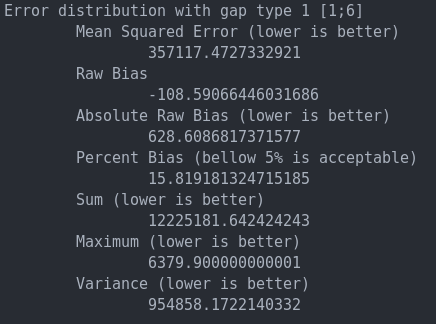 Error distribution with gap type 1 [1;6]
Mean Squared Error (lower is better)
357117.4727332921
Raw Bias
-108.59066446031686
Absolute Raw Bias (lower is better)
628.6086817371577
Percent Bias (bellow 5% is acceptable)
15.819181324715185
Sum (lower is better)
12225181.642424243
Maximum (lower is better)
6379.900000000001
Variance (lower is better)
954858.1722140332